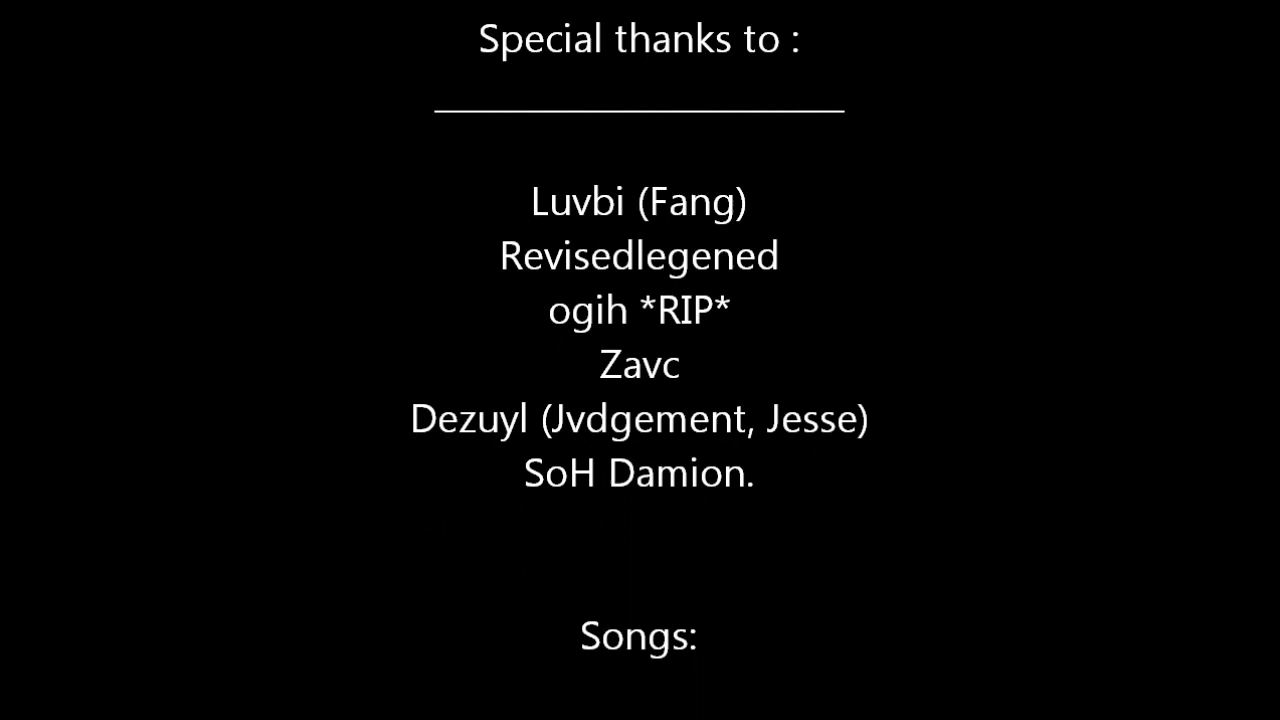 Special thanks to :
Luvbi (Fang)
Revisedlegened
ogih *RIP*
Zavc
Dezuyl (Jvdgement, Jesse)
SoH Damion.
Songs: